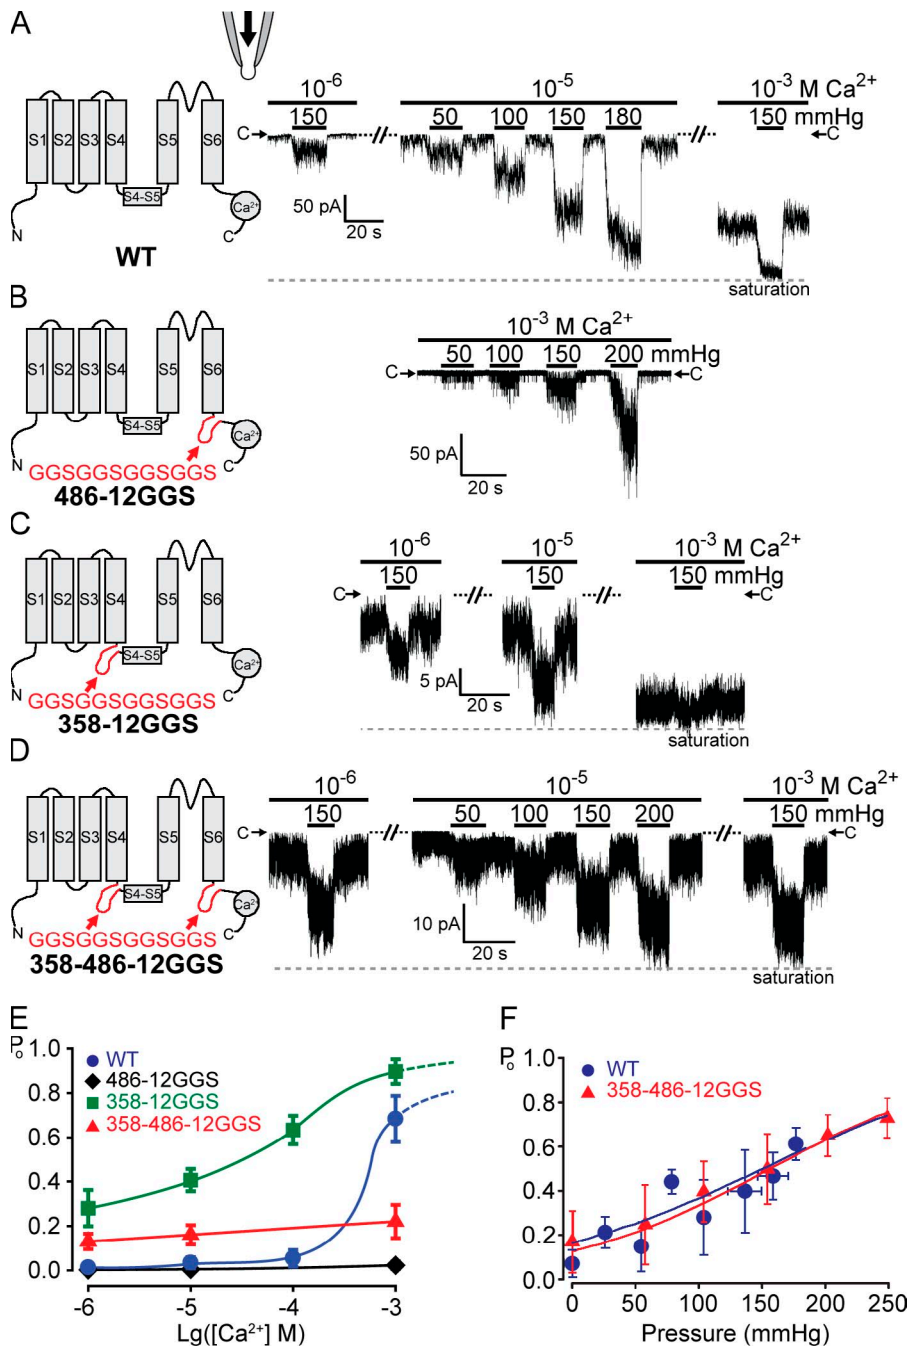 A
10⁻⁶ 10⁻⁵ 10⁻³ M Ca²⁺
150 50 100 150 180 150 mmHg
C C
S1 S2 S3 S4 S5 S6
S4-S5 Ca²⁺
N C
WT
50 pA
20 s
saturation
B
10⁻³ M Ca²⁺
50 100 150 200 mmHg
C C
S1 S2 S3 S4 S5 S6
S4-S5 Ca²⁺
N C
GGSGGSGGSGGS
486-12GGS
50 pA
20 s
C
10⁻⁶ 10⁻⁵ 10⁻³ M Ca²⁺
150 150 150 mmHg
C C
S1 S2 S3 S4 S5 S6
S4-S5 Ca²⁺
N C
GGSGGSGGSGGS
358-12GGS
5 pA
20 s
saturation
D
10⁻⁶ 10⁻⁵ 10⁻³ M Ca²⁺
150 50 100 150 200 150 mmHg
C C
S1 S2 S3 S4 S5 S6
S4-S5 Ca²⁺
N C
GGSGGSGGSGGS
358-486-12GGS
10 pA
20 s
saturation
E
Pₒ
1.0
0.8
0.6
0.4
0.2
0.0
WT
486-12GGS
358-12GGS
358-486-12GGS
-6 -5 -4 -3
Lg([Ca²⁺] M)
F
Pₒ
1.0
0.8
0.6
0.4
0.2
0.0
WT
358-486-12GGS
0 50 100 150 200 250
Pressure (mmHg)